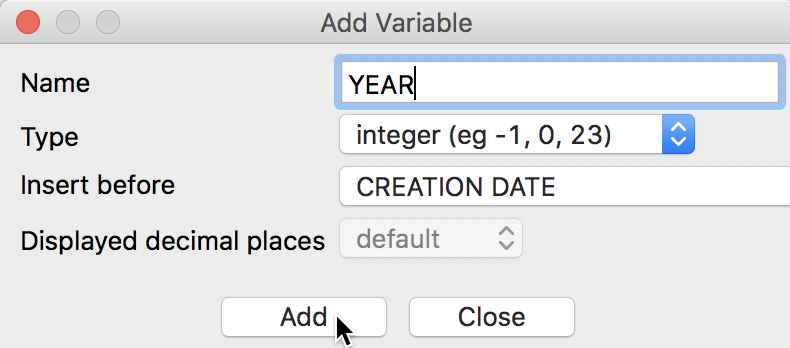 Add Variable
Name YEAR
Type integer (eg -1, 0, 23)
Insert before CREATION DATE
Displayed decimal places default
Add Close